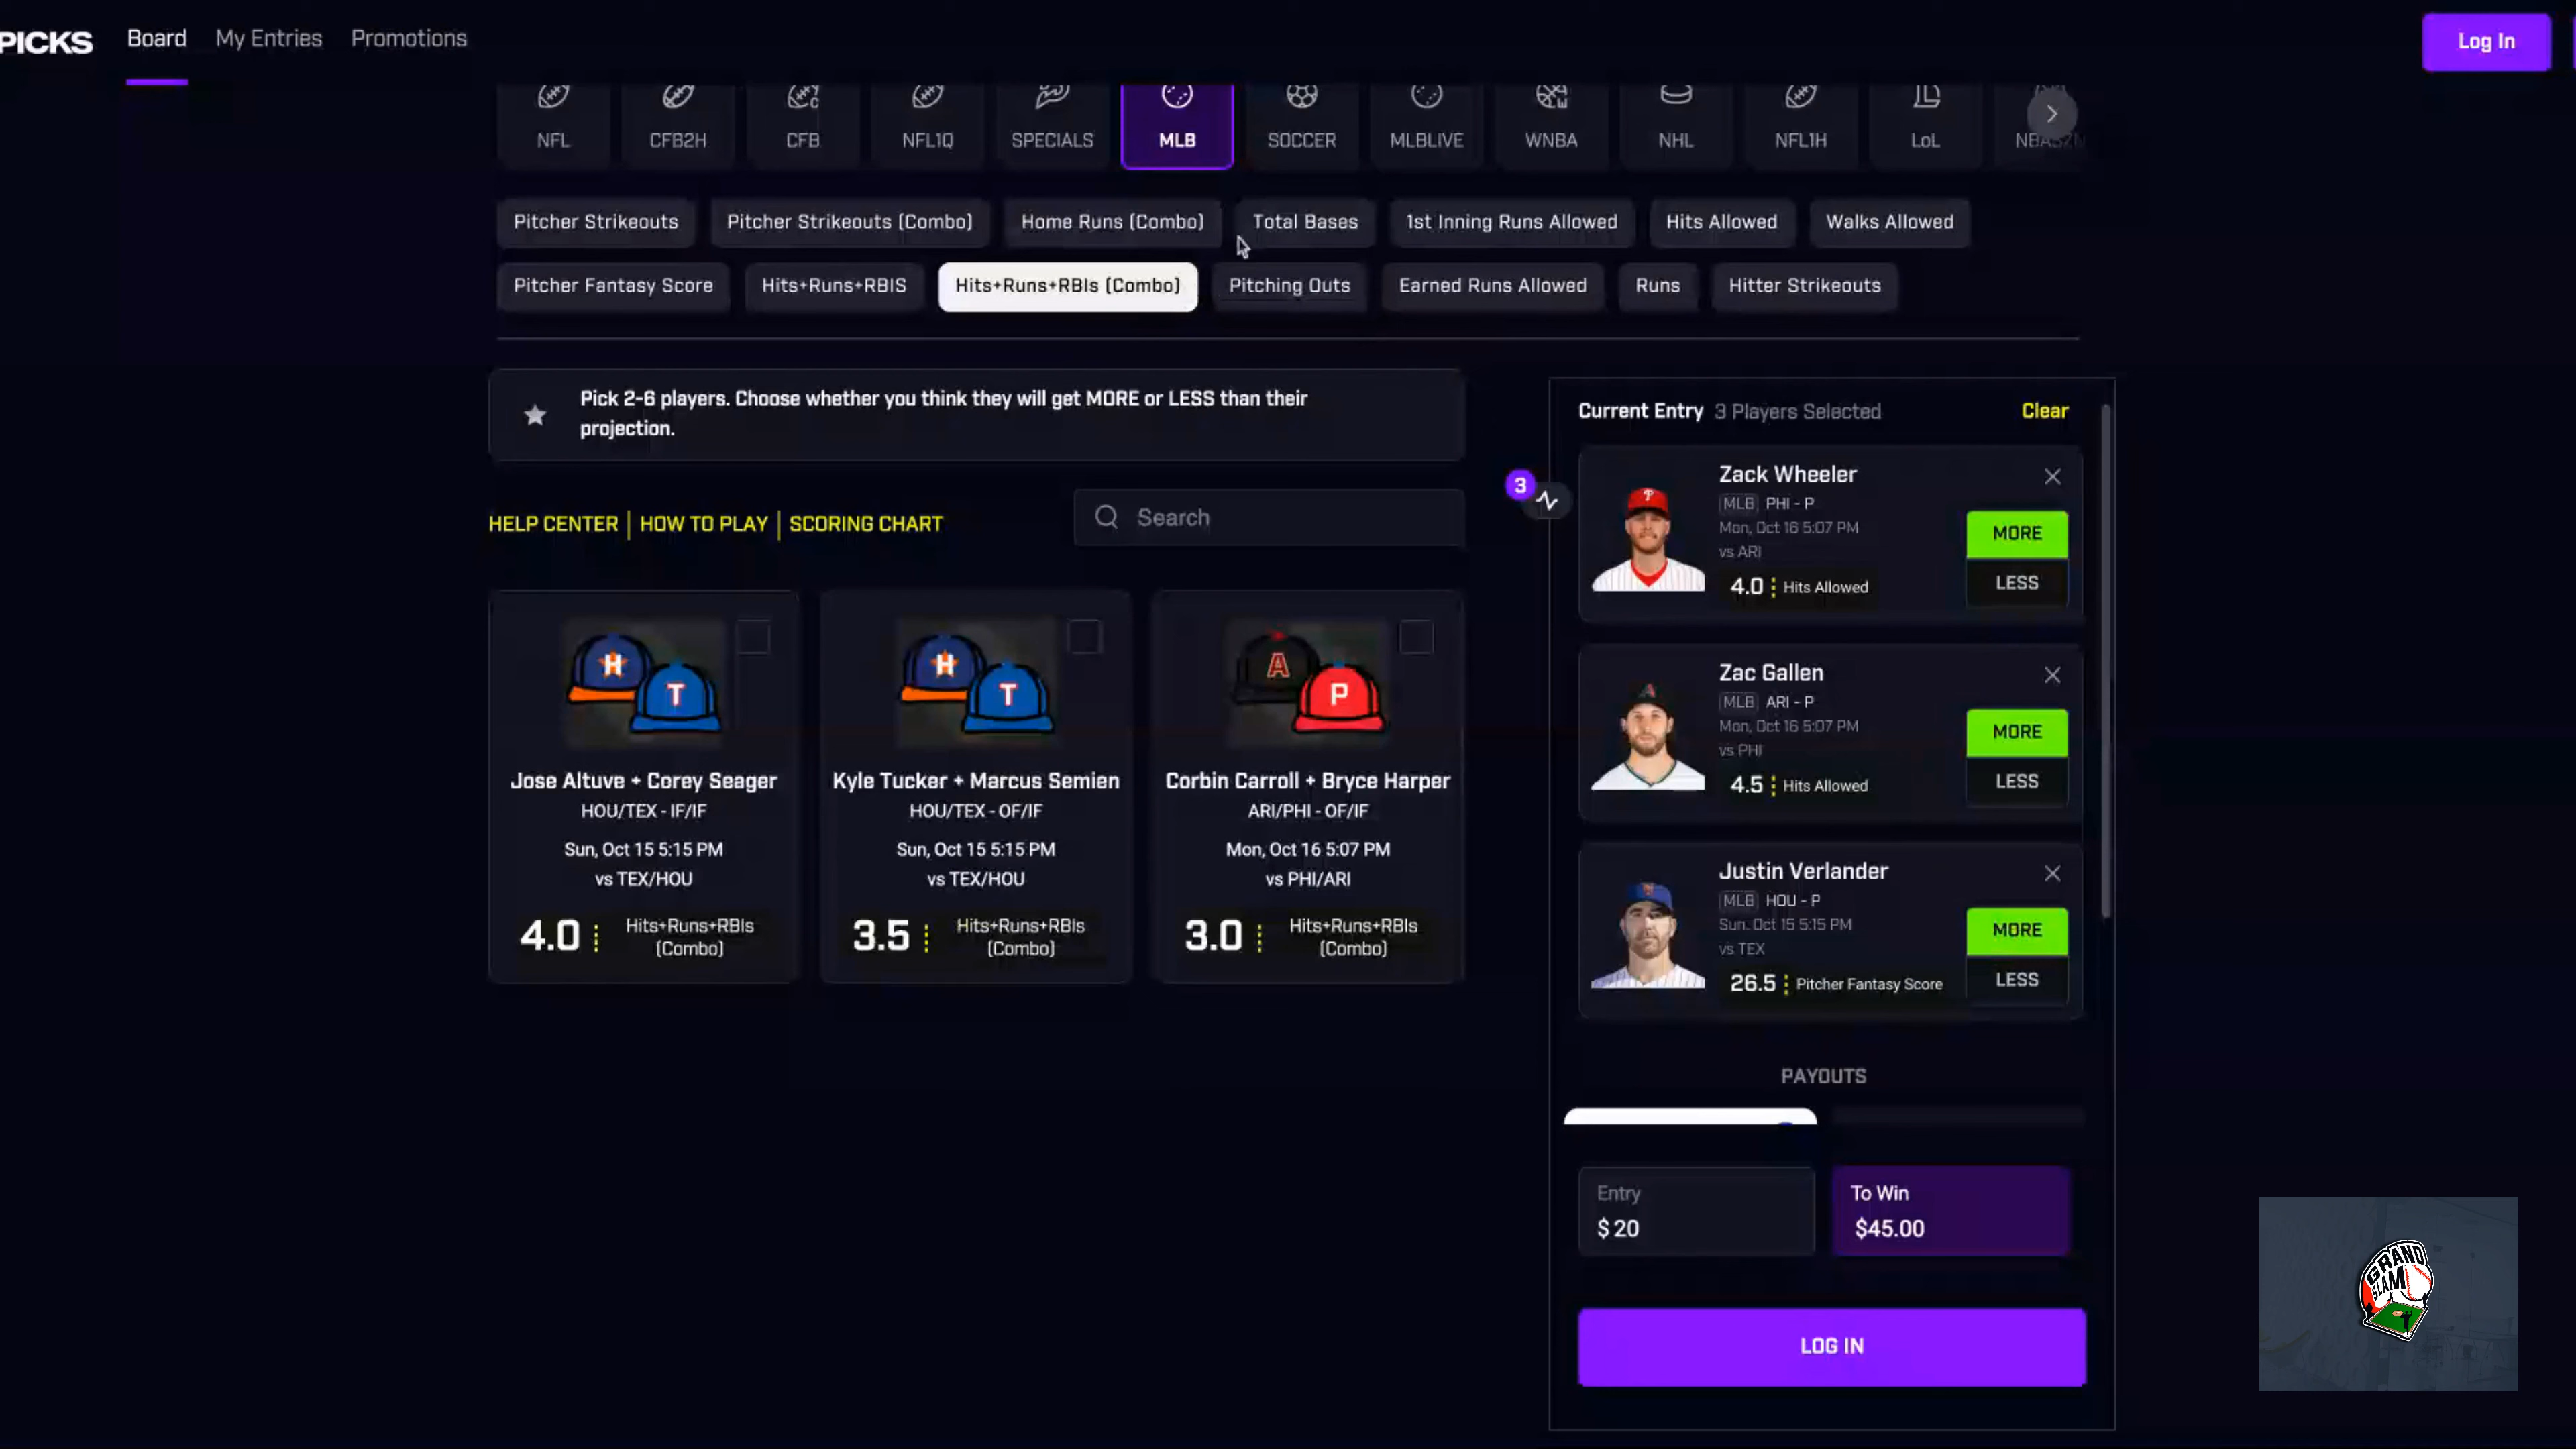 PICKS
Board
My Entries
Promotions
Log In
NFL
CFB2H
CFB
NFL1Q
SPECIALS
MLB
SOCCER
MLBLIVE
WNBA
NHL
NFL1H
LoL
Pitcher Strikeouts
Pitcher Strikeouts (Combo)
Home Runs (Combo)
Total Bases
1st Inning Runs Allowed
Hits Allowed
Walks Allowed
Pitcher Fantasy Score
Hits+Runs+RBIS
Hits+Runs+RBIs (Combo)
Pitching Outs
Earned Runs Allowed
Runs
Hitter Strikeouts
Pick 2-6 players. Choose whether you think they will get MORE or LESS than their
projection.
HELP CENTER
HOW TO PLAY
SCORING CHART
Search
H
T
Jose Altuve + Corey Seager
HOU/TEX - IF/IF
Sun, Oct 15 5:15 PM
vs TEX/HOU
4.0
Hits+Runs+RBIs
(Combo)
H
T
Kyle Tucker + Marcus Semien
HOU/TEX - OF/IF
Sun, Oct 15 5:15 PM
vs TEX/HOU
3.5
Hits+Runs+RBIs
(Combo)
A
P
Corbin Carroll + Bryce Harper
ARI/PHI - OF/IF
Mon, Oct 16 5:07 PM
vs PHI/ARI
3.0
Hits+Runs+RBIs
(Combo)
3
Current Entry
3 Players Selected
Clear
Zack Wheeler
MLB PHI - P
Mon, Oct 16 5:07 PM
vs ARI
4.0
Hits Allowed
MORE
LESS
Zac Gallen
MLB ARI - P
Mon, Oct 16 5:07 PM
vs PHI
4.5
Hits Allowed
MORE
LESS
Justin Verlander
MLB HOU - P
Sun, Oct 15 5:15 PM
vs TEX
26.5
Pitcher Fantasy Score
MORE
LESS
PAYOUTS
Entry
$ 20
To Win
$45.00
LOG IN
GRAND
SLAM